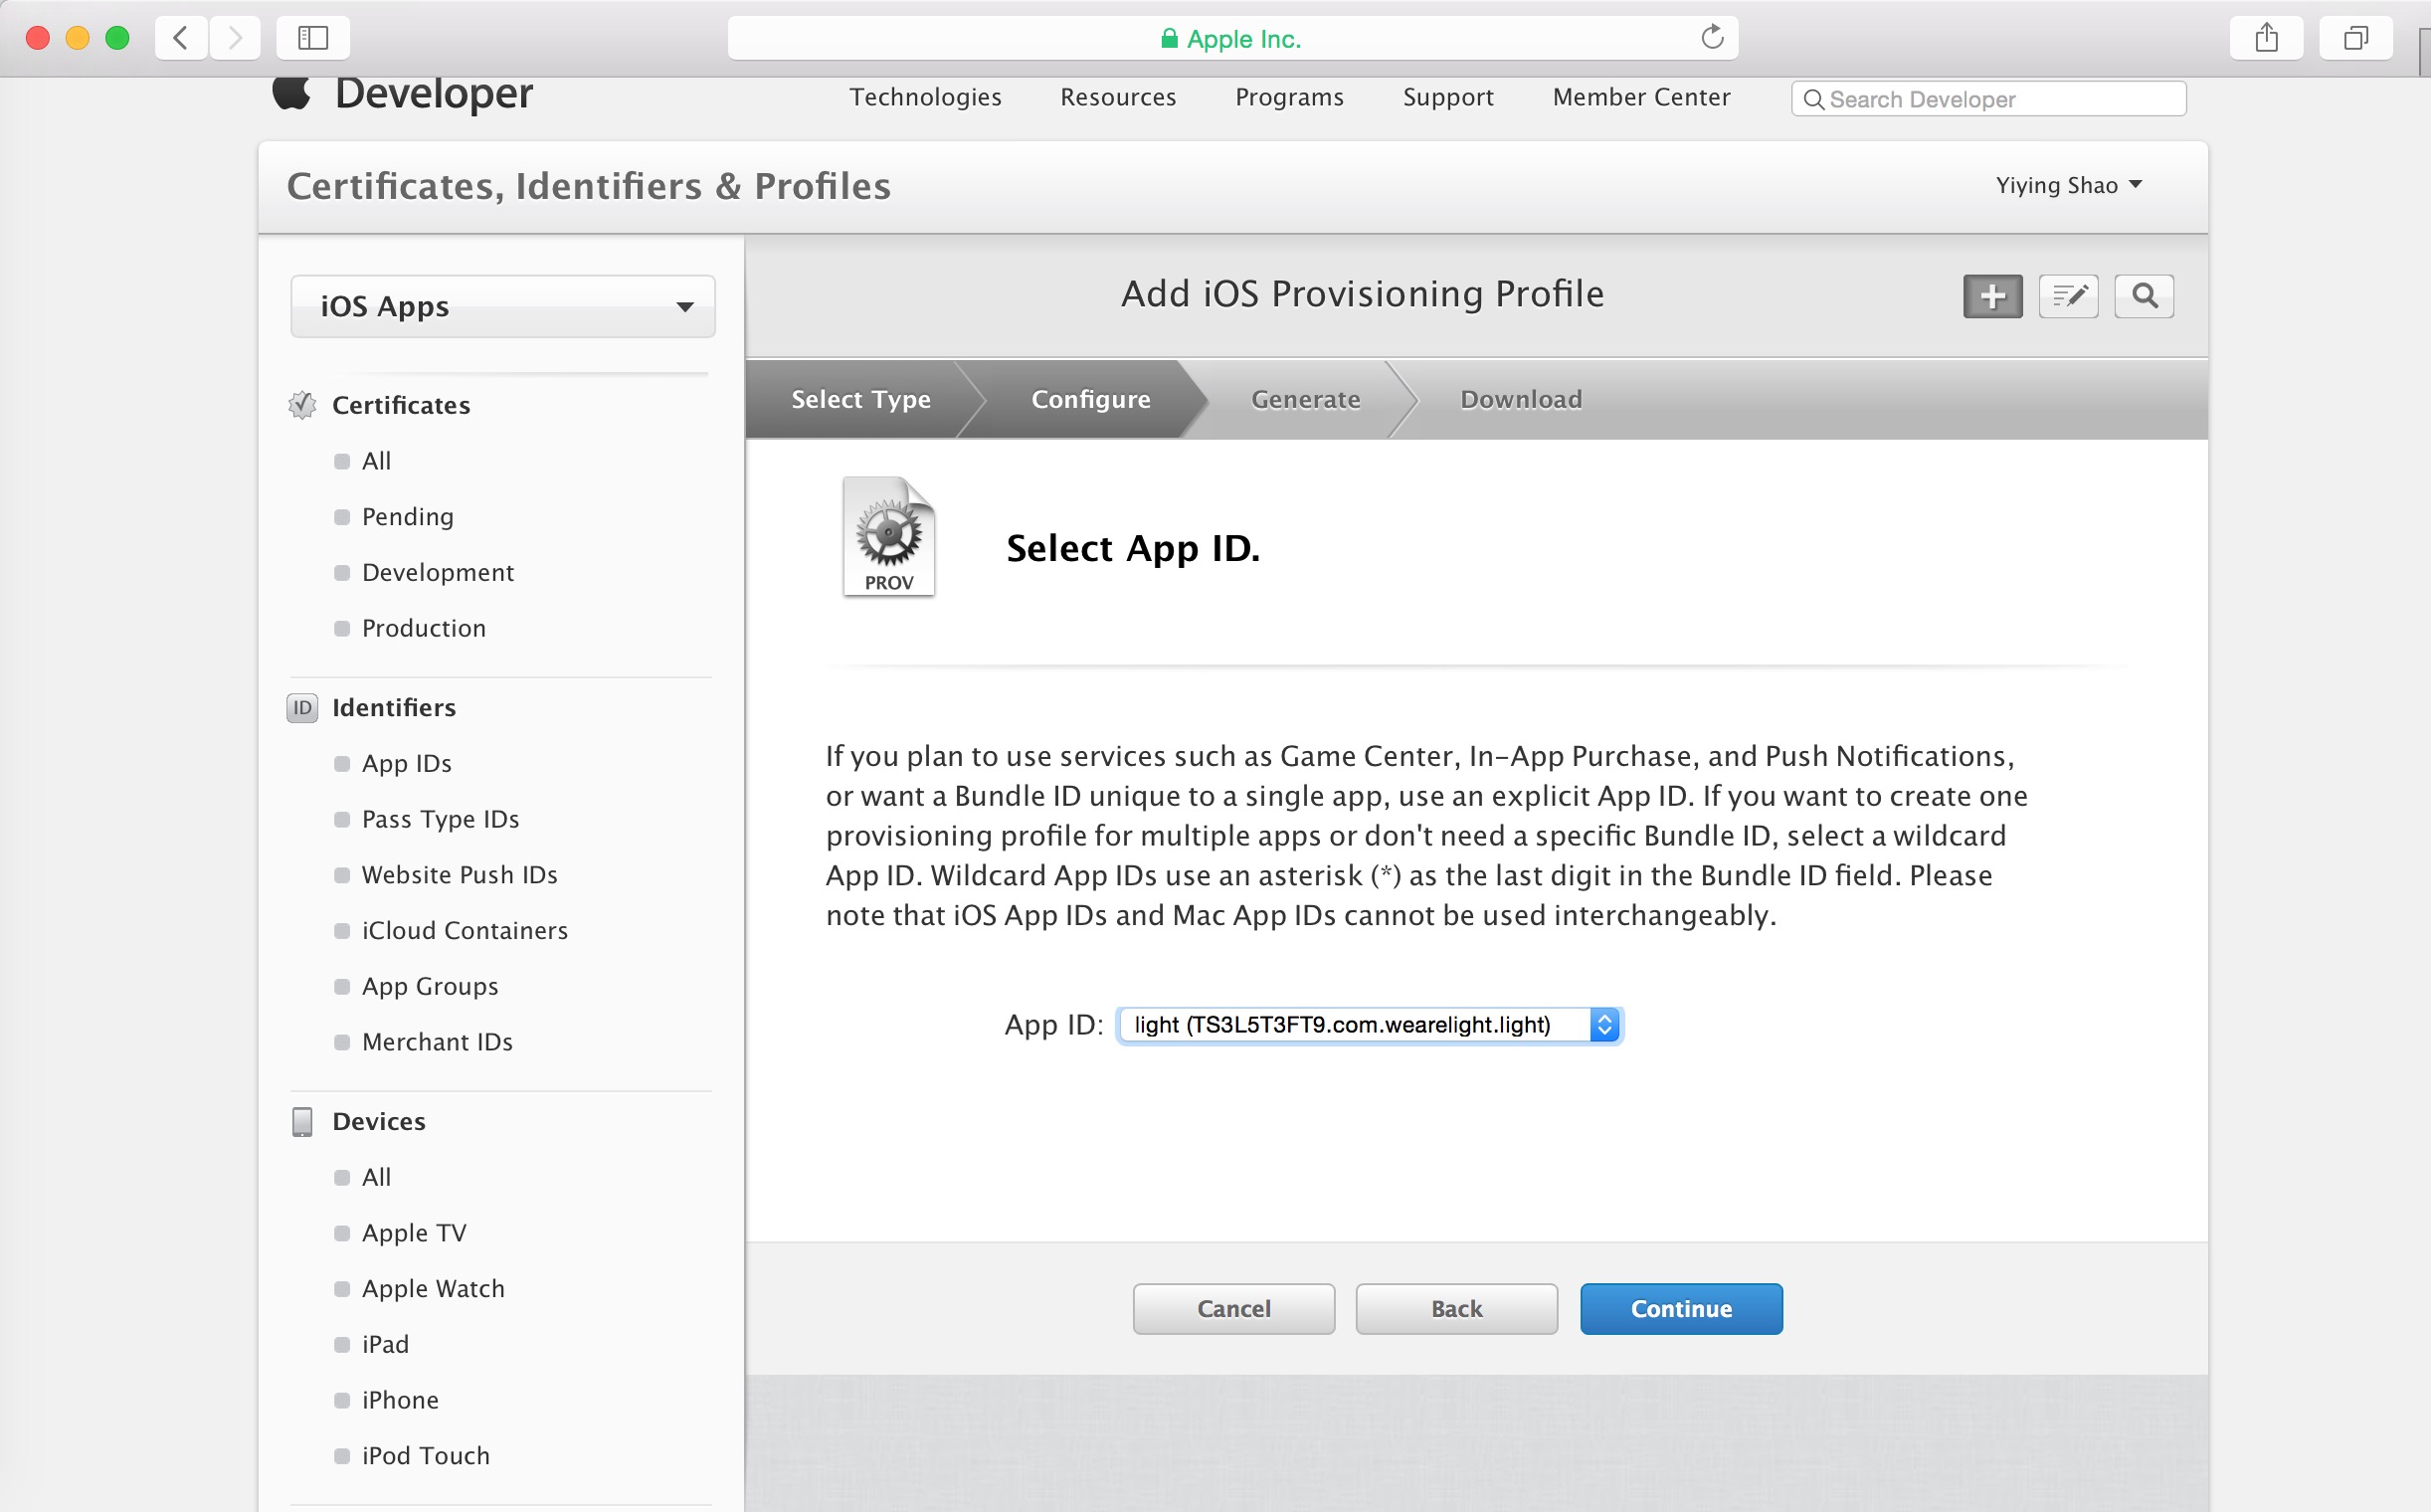 Apple Inc.
Developer
Technologies
Resources
Programs
Support
Member Center
Search Developer
Certificates, Identifiers & Profiles
Yiying Shao
iOS Apps
Add iOS Provisioning Profile
Select Type
Configure
Generate
Download
Certificates
All
Pending
Development
Production
Identifiers
ID
App IDs
Pass Type IDs
Website Push IDs
iCloud Containers
App Groups
Merchant IDs
Devices
All
Apple TV
Apple Watch
iPad
iPhone
iPod Touch
PROV
Select App ID.
If you plan to use services such as Game Center, In-App Purchase, and Push Notifications,
or want a Bundle ID unique to a single app, use an explicit App ID. If you want to create one
provisioning profile for multiple apps or don't need a specific Bundle ID, select a wildcard
App ID. Wildcard App IDs use an asterisk (*) as the last digit in the Bundle ID field. Please
note that iOS App IDs and Mac App IDs cannot be used interchangeably.
App ID: light (TS3L5T3FT9.com.wearelight.light)
Cancel
Back
Continue